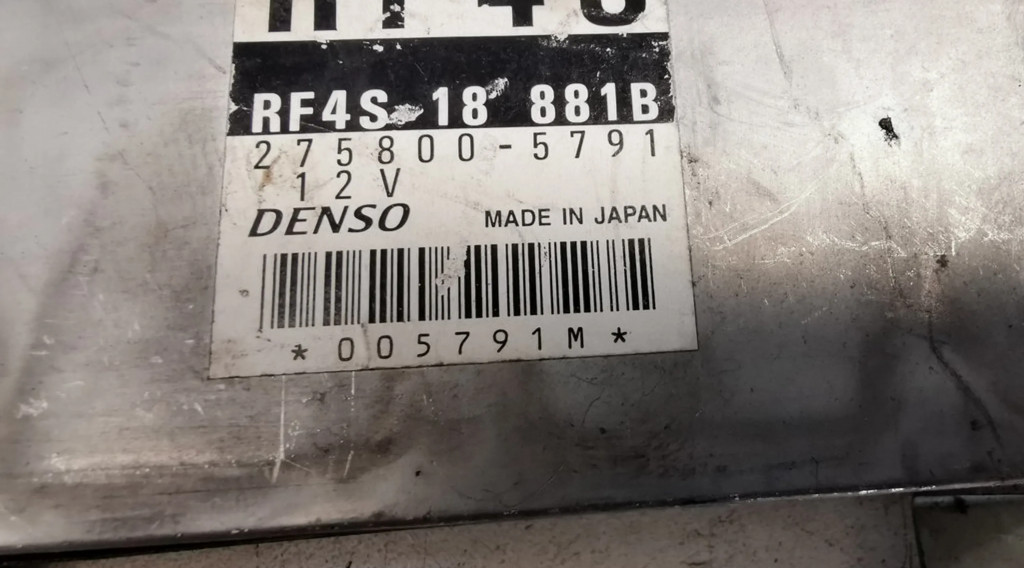 RF4S 18 881B
275800-5791
12V
DENSO MADE IN JAPAN
*005791M*